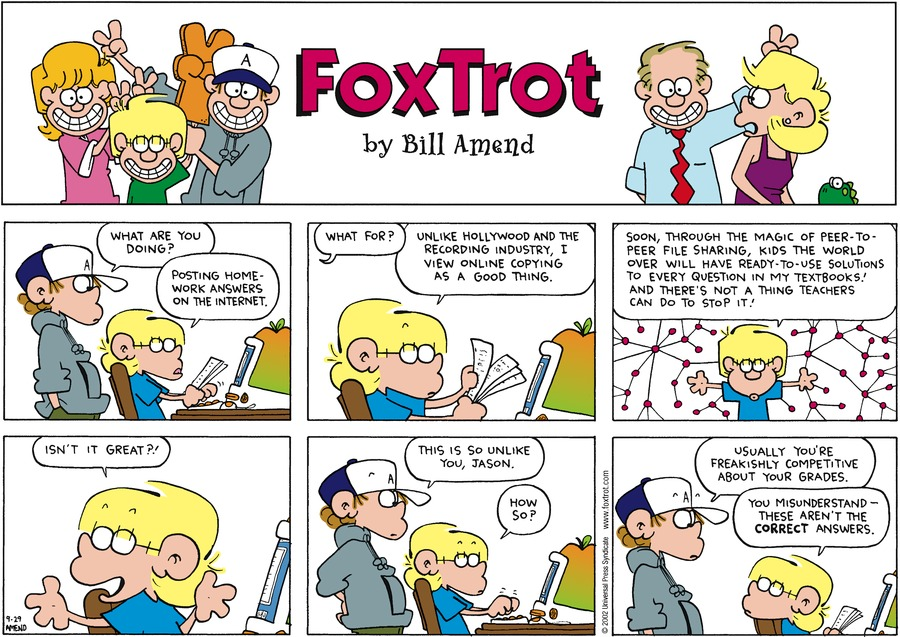 FOXTROT
by Bill Amend
A
WHAT ARE YOU
DOING?
POSTING HOME-
WORK ANSWERS
ON THE INTERNET.
A
WHAT FOR?
UNLIKE HOLLYWOOD AND THE
RECORDING INDUSTRY, I
VIEW ONLINE COPYING
AS A GOOD THING.
SOON, THROUGH THE MAGIC OF PEER-TO-
PEER FILE SHARING, KIDS THE WORLD
OVER WILL HAVE READY-TO-USE SOLUTIONS
TO EVERY QUESTION IN MY TEXTBOOKS!
AND THERE'S NOT A THING TEACHERS
CAN DO TO STOP IT!
ISN'T IT GREAT?!
9-29
AMEND
THIS IS SO UNLIKE
YOU, JASON.
HOW
SO?
A
© 2002 Universal Press Syndicate www.foxtrot.com
USUALLY YOU'RE
FREAKISHLY COMPETITIVE
ABOUT YOUR GRADES.
YOU MISUNDERSTAND—
THESE AREN'T THE
CORRECT ANSWERS.
A